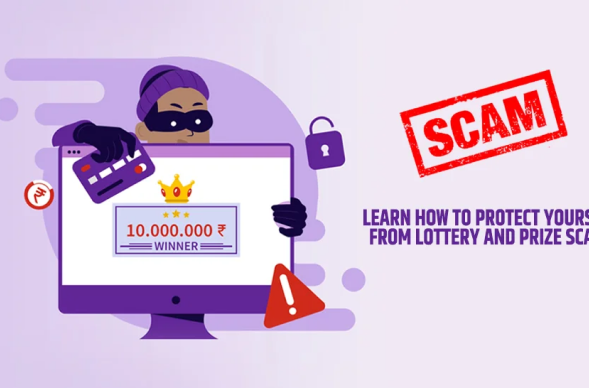 SCAM
10.000.000 ₹
WINNER
LEARN HOW TO PROTECT YOURS
FROM LOTTERY AND PRIZE SCA